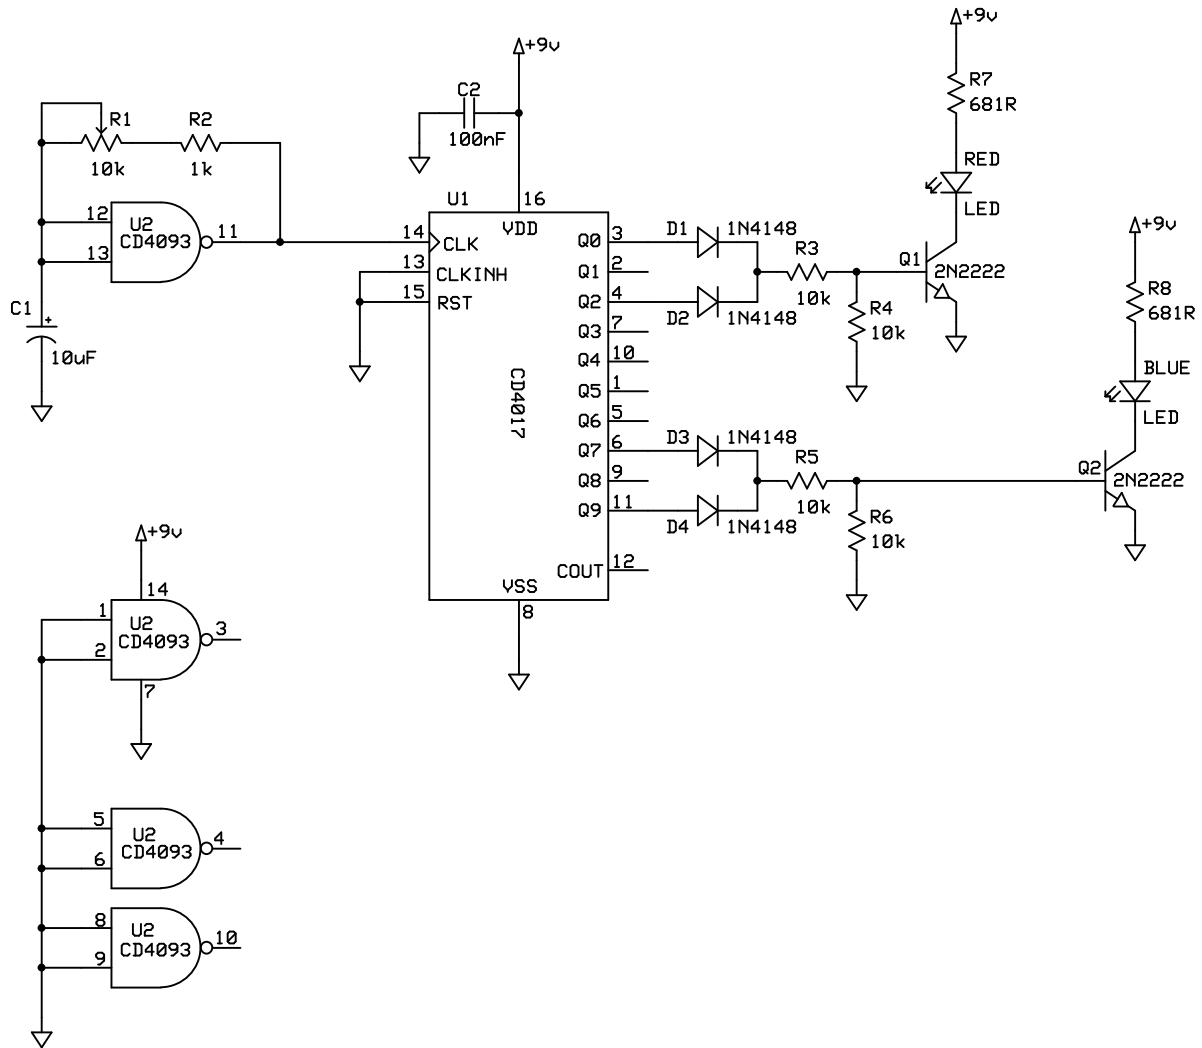 +9v
R7
681R
+9v
C2
100nF
R1
10k
R2
1k
RED
LED
12
13
U2
CD4093
11
U1
16
VDD
14
CLK
13
CLKINH
15
RST
CD4017
Q0
3
Q1
2
Q2
4
Q3
7
Q4
10
Q5
1
Q6
5
Q7
6
Q8
9
Q9
11
COUT
12
VSS
8
D1
1N4148
D2
1N4148
R3
10k
R4
10k
Q1
2N2222
+9v
R8
681R
BLUE
LED
D3
1N4148
D4
1N4148
R5
10k
R6
10k
Q2
2N2222
C1
+
10uF
+9v
14
1
2
U2
CD4093
3
7
5
6
U2
CD4093
4
8
9
U2
CD4093
10